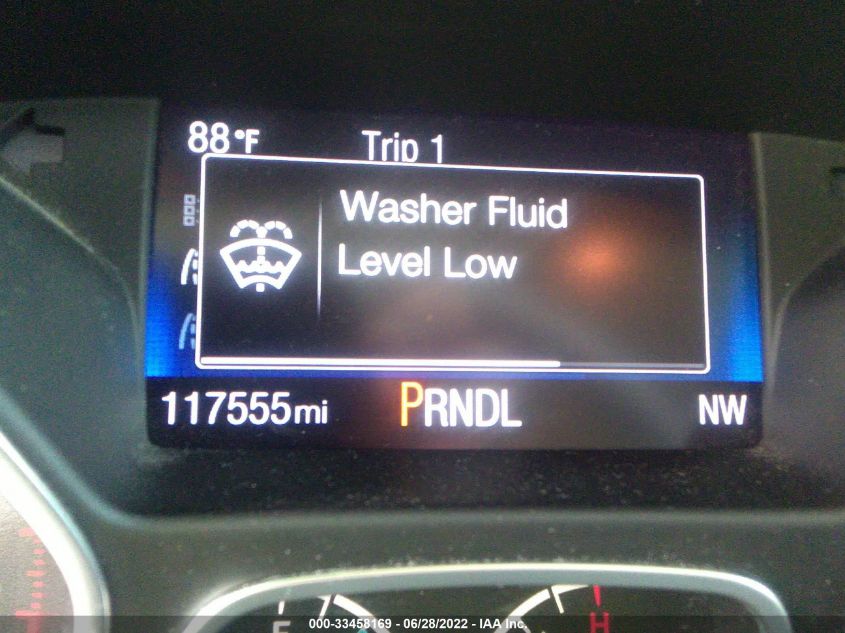 88°F Trip 1
Washer Fluid
Level Low
117555mi PRNDL NW
H
000-33458169 - 06/28/2022 - IAA Inc.